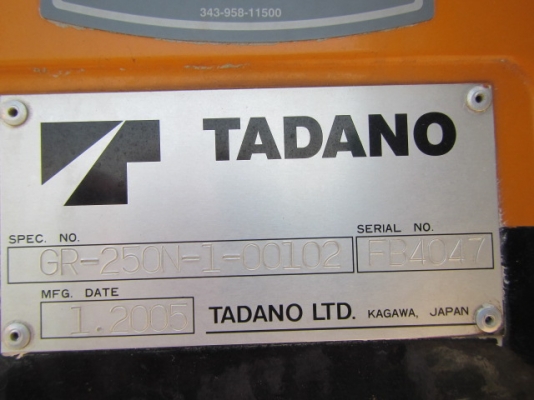 343-958-11500
TADANO
SPEC. NO.
SERIAL NO.
GR-250N-1-00102
FB4047
MFG. DATE
1.2005
TADANO LTD. KAGAWA, JAPAN